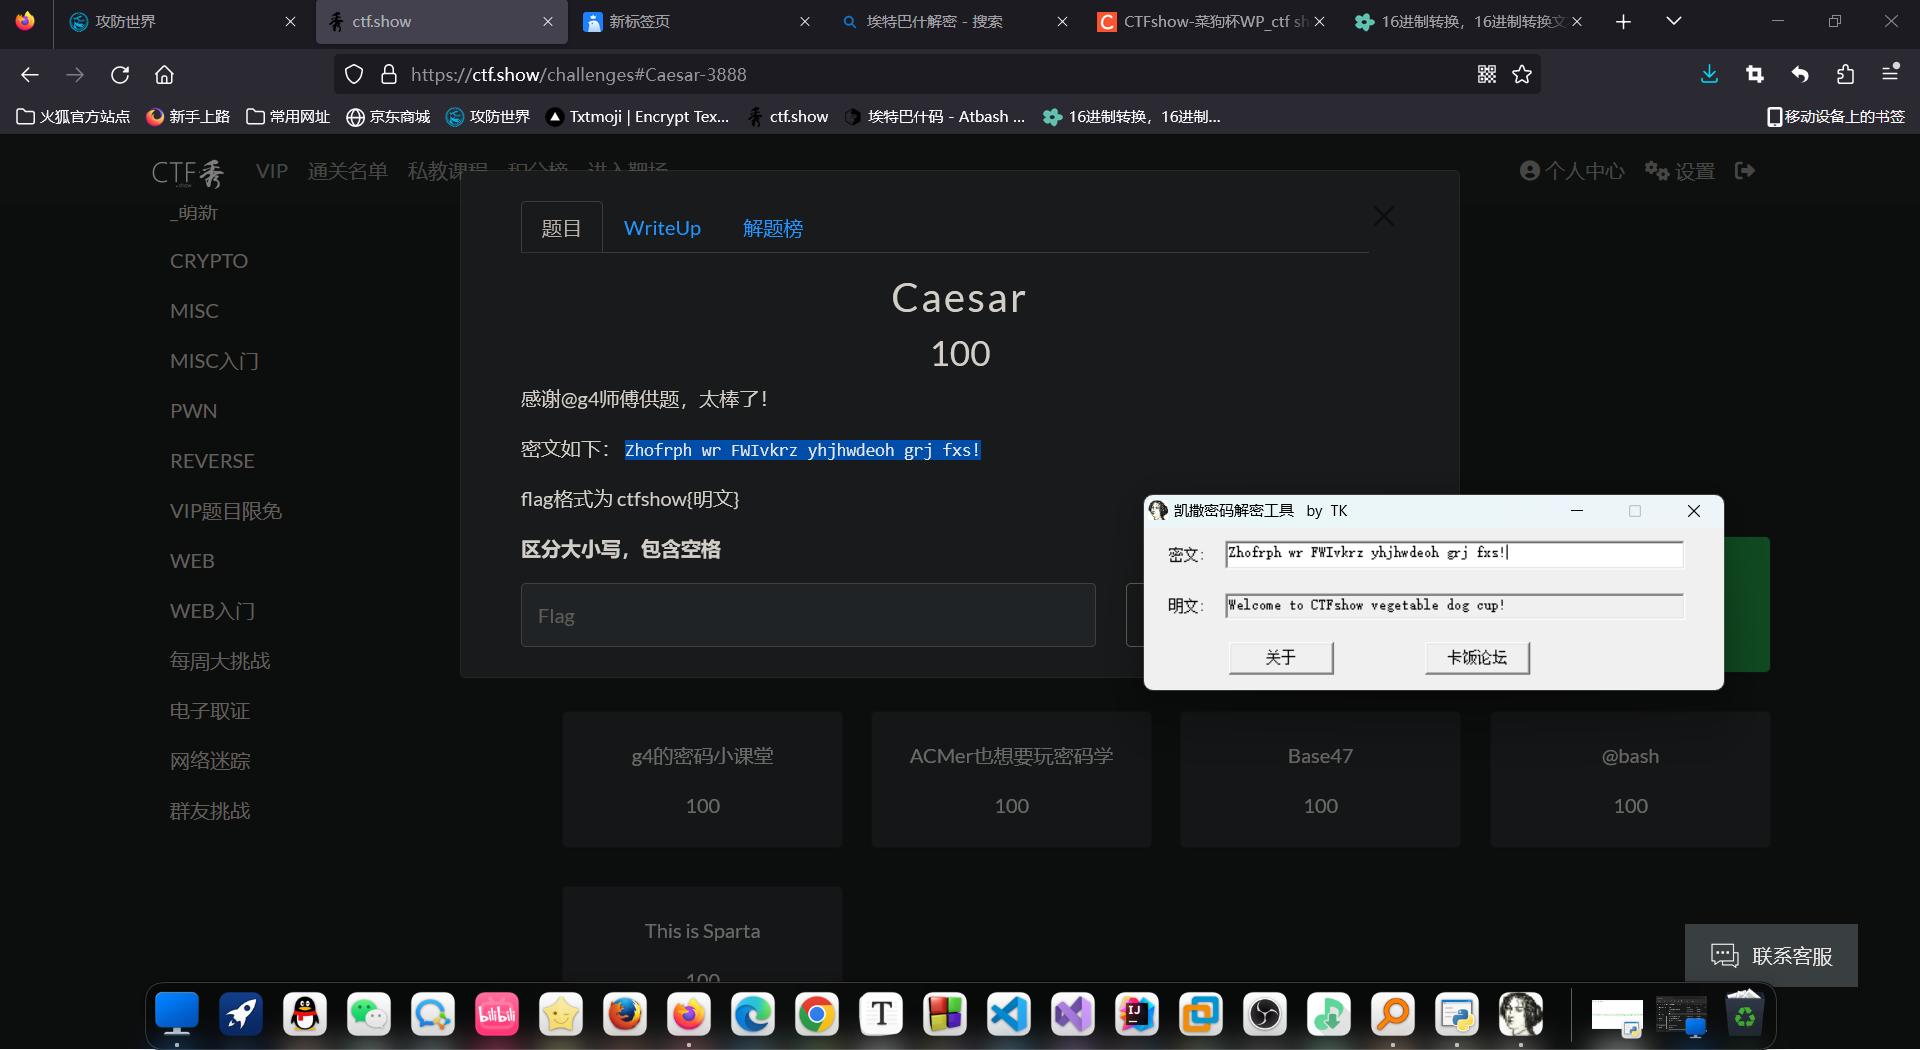 攻防世界
ctf.show
新标签页
埃特巴什解密 - 搜索
CTFshow-菜狗杯WP_ctf sh
16进制转换，16进制转换文
https://ctf.show/challenges#Caesar-3888
火狐官方站点
新手上路
常用网址
京东商城
攻防世界
Txtmoji | Encrypt Tex...
ctf.show
埃特巴什码 - Atbash ...
16进制转换，16进制...
移动设备上的书签
CTF秀
VIP
通关名单
私教课程
积分榜
进入靶场
个人中心
设置
_萌新
CRYPTO
MISC
MISC入门
PWN
REVERSE
VIP题目限免
WEB
WEB入门
每周大挑战
电子取证
网络迷踪
群友挑战
题目
WriteUp
解题榜
Caesar
100
感谢@g4师傅供题，太棒了！
密文如下： Zhofrph wr FWIvkrz yhjhwdeoh grj fxs!
flag格式为 ctfshow{明文}
区分大小写，包含空格
Flag
凯撒密码解密工具 by TK
密文： Zhofrph wr FWIvkrz yhjhwdeoh grj fxs!
明文： Welcome to CTFshow vegetable dog cup!
关于
卡饭论坛
g4的密码小课堂
100
ACMer也想要玩密码学
100
Base47
100
@bash
100
This is Sparta
100
联系客服
bilibili
T
IJ